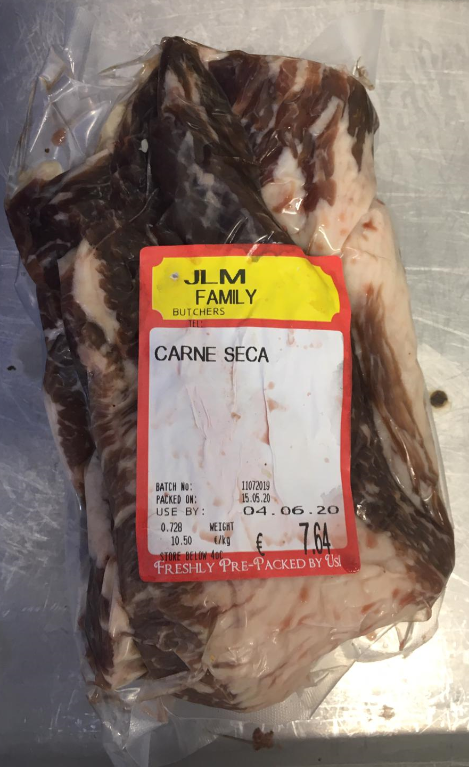 JLM
FAMILY
BUTCHERS
TEL:
CARNE SECA
BATCH No: 11072019
PACKED ON: 15.05.20
USE BY: 04.06.20
0.728 WEIGHT
10.50 €/kg € 7.64
STORE BELOW 4oC
FRESHLY PRE-PACKED BY US!